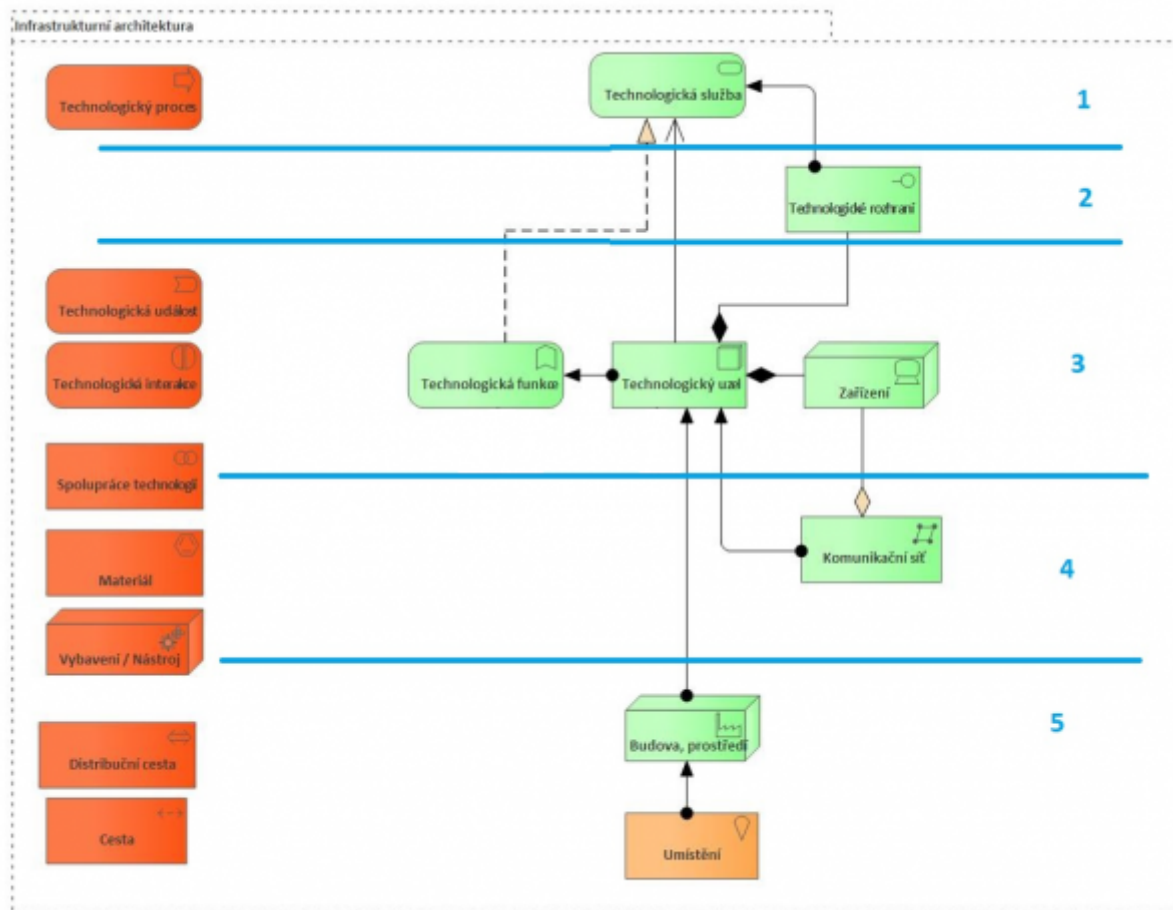 Infrastrukturní architektura
Technologický proces
Technologická služba
1
Technologické rozhraní
2
Technologická událost
Technologická interakce
Technologická funkce
Technologický uzel
Zařízení
3
Spolupráce technologií
Materiál
Komunikační síť
4
Vybavení / Nástroj
Budova, prostředí
5
Distribuční cesta
Cesta
Umístění